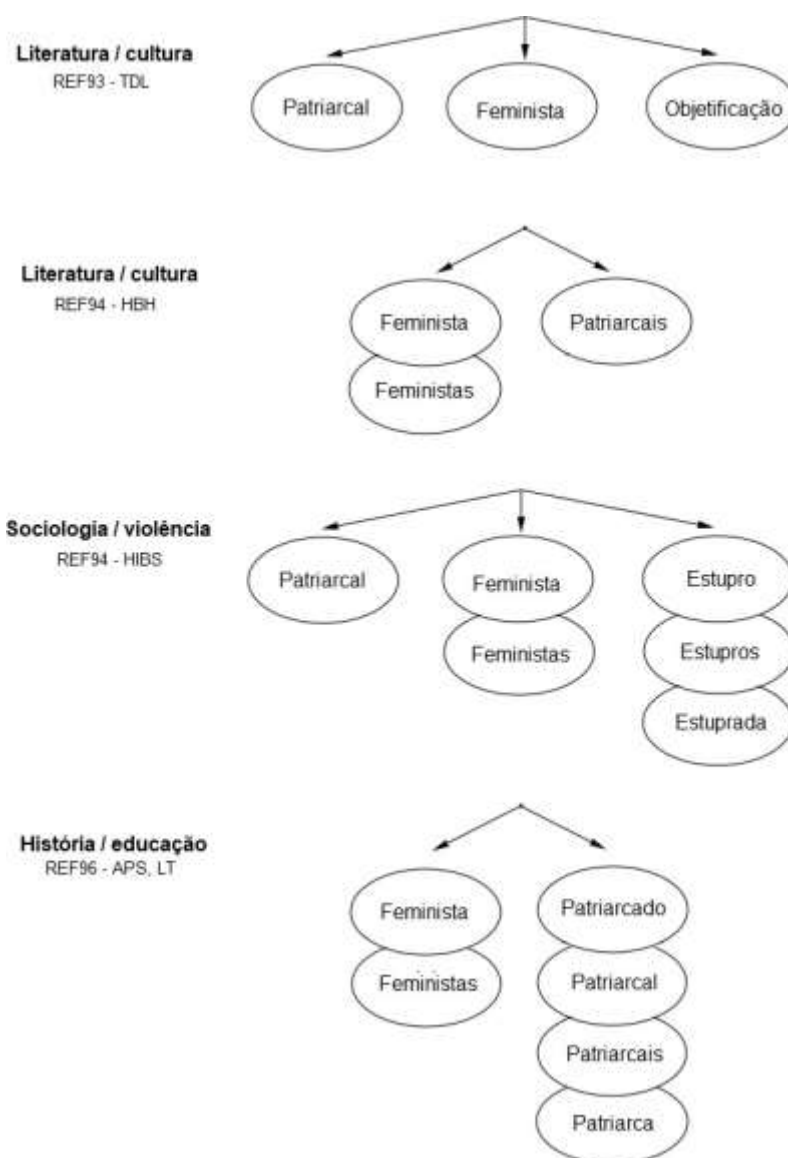 Literatura / cultura
REF93 - TDL
Patriarcal
Feminista
Objetificação
Literatura / cultura
REF94 - HBH
Feminista
Patriarcais
Feministas
Sociologia / violência
REF94 - HIBS
Patriarcal
Feminista
Estupro
Feministas
Estupros
Estuprada
História / educação
REF96 - APS, LT
Feminista
Patriarcado
Feministas
Patriarcal
Patriarcais
Patriarca